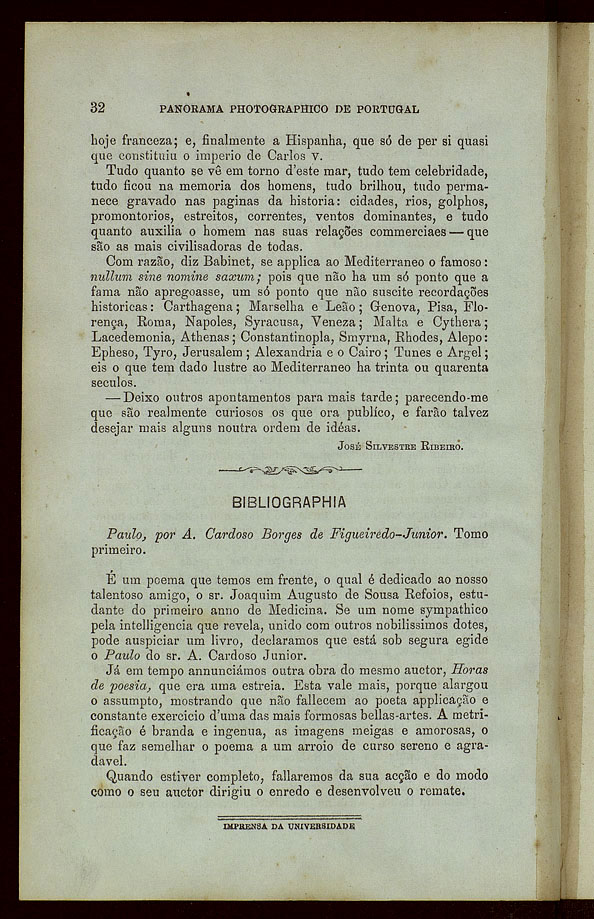 32 PANORAMA PHOTOGRAPHICO DE PORTUGAL
hoje franceza; e, finalmente a Hispanha, que só de per si quasi
que constituiu o imperio de Carlos v.
Tudo quanto se vê em torno d'este mar, tudo tem celebridade,
tudo ficou na memoria dos homens, tudo brilhou, tudo perma-
nece gravado nas paginas da historia: cidades, rios, golphos,
promontorios, estreitos, correntes, ventos dominantes, e tudo
quanto auxilia o homem nas suas relações commerciaes — que
são as mais civilisadoras de todas.
Com razão, diz Babinet, se applica ao Mediterraneo o famoso:
nullum sine nomine saxum; pois que não ha um só ponto que a
fama não apregoasse, um só ponto que não suscite recordações
historicas: Carthagena; Marselha e Leão; Genova, Pisa, Flo-
rença, Roma, Napoles, Syracusa, Veneza; Malta e Cythera;
Lacedemonia, Athenas; Constantinopla, Smyrna, Rhodes, Alepo:
Epheso, Tyro, Jerusalem; Alexandria e o Cairo; Tunes e Argel;
eis o que tem dado lustre ao Mediterraneo ha trinta ou quarenta
seculos.
— Deixo outros apontamentos para mais tarde; parecendo-me
que são realmente curiosos os que ora publíco, e farão talvez
desejar mais alguns noutra ordem de idéas.
José Silvestre Ribeiro.
BIBLIOGRAPHIA
Paulo, por A. Cardoso Borges de Figueirêdo-Junior. Tomo
primeiro.
É um poema que temos em frente, o qual é dedicado ao nosso
talentoso amigo, o sr. Joaquim Augusto de Sousa Refoios, estu-
dante do primeiro anno de Medicina. Se um nome sympathico
pela intelligencia que revela, unido com outros nobilissimos dotes,
pode auspiciar um livro, declaramos que está sob segura egide
o Paulo do sr. A. Cardoso Junior.
Já em tempo annunciámos outra obra do mesmo auctor, Horas
de poesia, que era uma estreia. Esta vale mais, porque alargou
o assumpto, mostrando que não fallecem ao poeta applicação e
constante exercicio d'uma das mais formosas bellas-artes. A metri-
ficação é branda e ingenua, as imagens meigas e amorosas, o
que faz semelhar o poema a um arroio de curso sereno e agra-
davel.
Quando estiver completo, fallaremos da sua acção e do modo
como o seu auctor dirigiu o enredo e desenvolveu o remate.
IMPRENSA DA UNIVERSIDADE